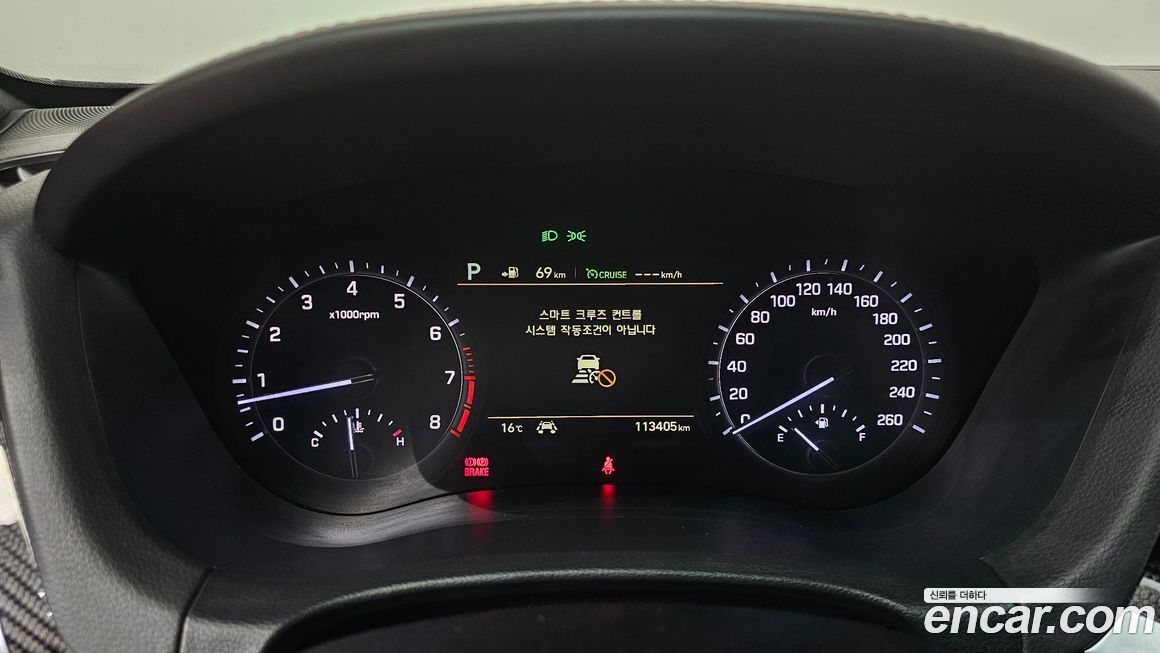 P 69 km CRUISE ---km/h
스마트 크루즈 컨트롤
시스템 작동조건이 아닙니다
16℃ 113405km
BRAKE
x1000rpm
0 1 2 3 4 5 6 7 8
C H
km/h
0 20 40 60 80 100 120 140 160 180 200 220 240 260
E F
신뢰를 더하다
encar.com